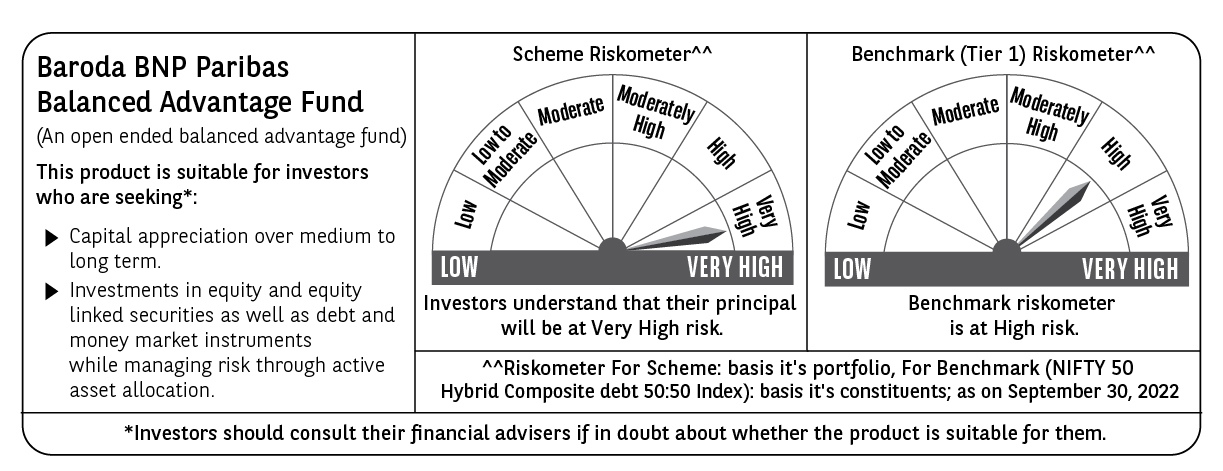 Baroda BNP Paribas
Balanced Advantage Fund
(An open ended balanced advantage fund)
This product is suitable for investors
who are seeking*:
Capital appreciation over medium to
long term.
Investments in equity and equity
linked securities as well as debt and
money market instruments
while managing risk through active
asset allocation.
Scheme Riskometer^^
Low
Low to
Moderate
Moderate
Moderately
High
High
Very
High
LOW
VERY HIGH
Investors understand that their principal
will be at Very High risk.
Benchmark (Tier 1) Riskometer^^
Low
Low to
Moderate
Moderate
Moderately
High
High
Very
High
LOW
VERY HIGH
Benchmark riskometer
is at High risk.
^^Riskometer For Scheme: basis it's portfolio, For Benchmark (NIFTY 50
Hybrid Composite debt 50:50 Index): basis it's constituents; as on September 30, 2022
*Investors should consult their financial advisers if in doubt about whether the product is suitable for them.